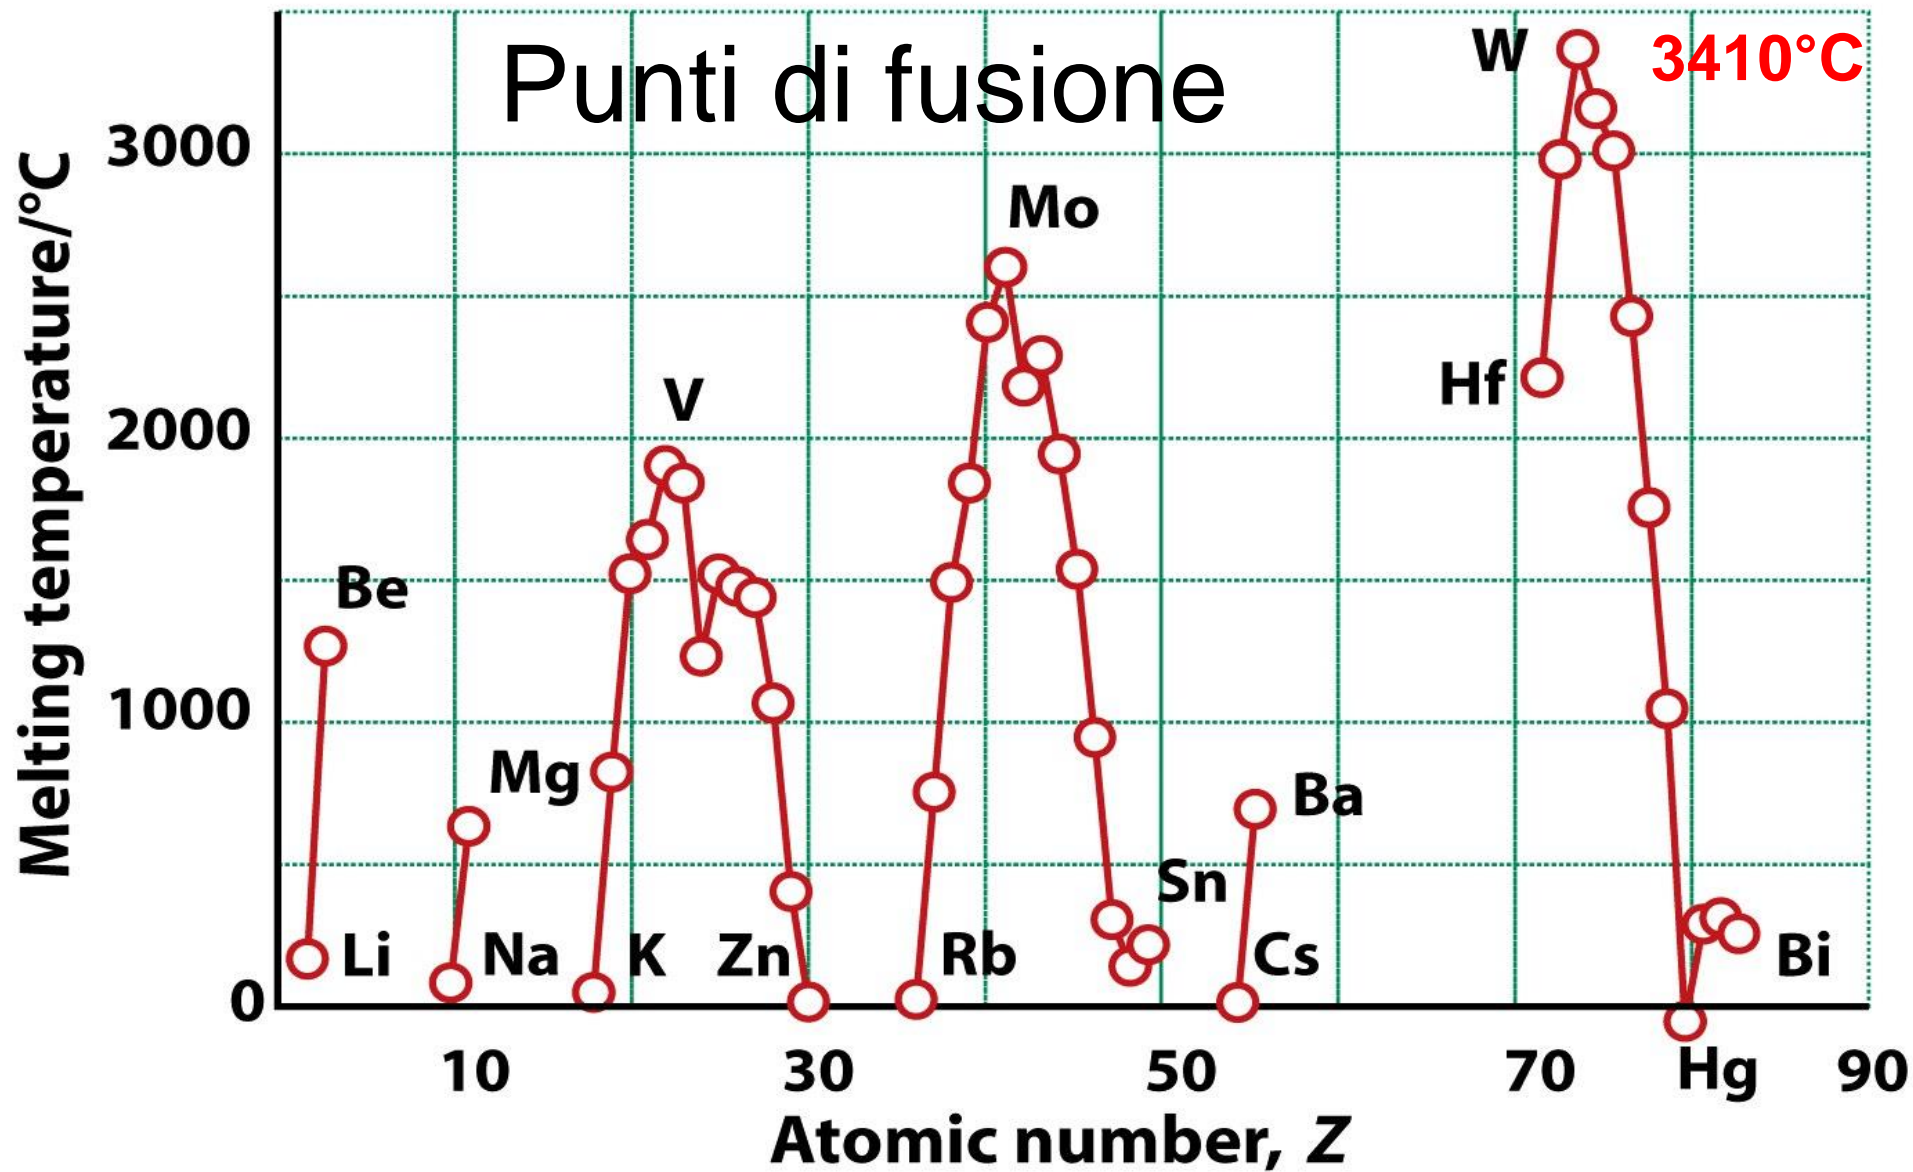 Punti di fusione
W
3410°C
3000
Mo
Hf
V
2000
Be
1000
Mg
Ba
Sn
Li
Na
K
Zn
Rb
Cs
Bi
0
10
30
50
70
Hg
90
Melting temperature/°C
Atomic number, Z